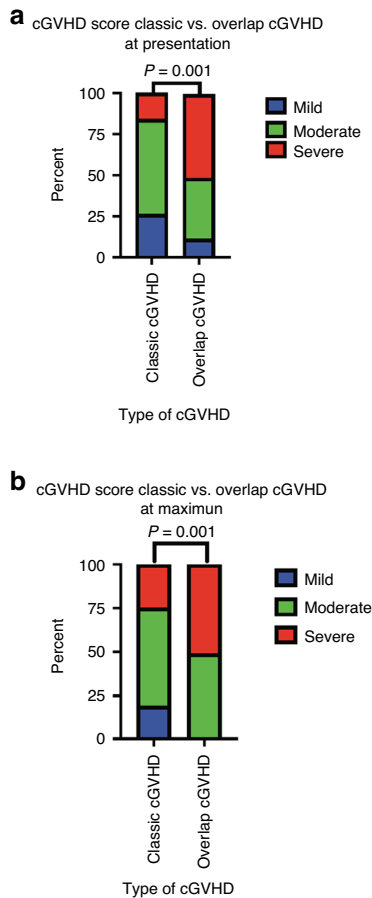 a
cGVHD score classic vs. overlap cGVHD
at presentation
P = 0.001
100
75
50
25
0
Percent
Mild
Moderate
Severe
Classic cGVHD
Overlap cGVHD
Type of cGVHD
b
cGVHD score classic vs. overlap cGVHD
at maximun
P = 0.001
100
75
50
25
0
Percent
Mild
Moderate
Severe
Classic cGVHD
Overlap cGVHD
Type of cGVHD